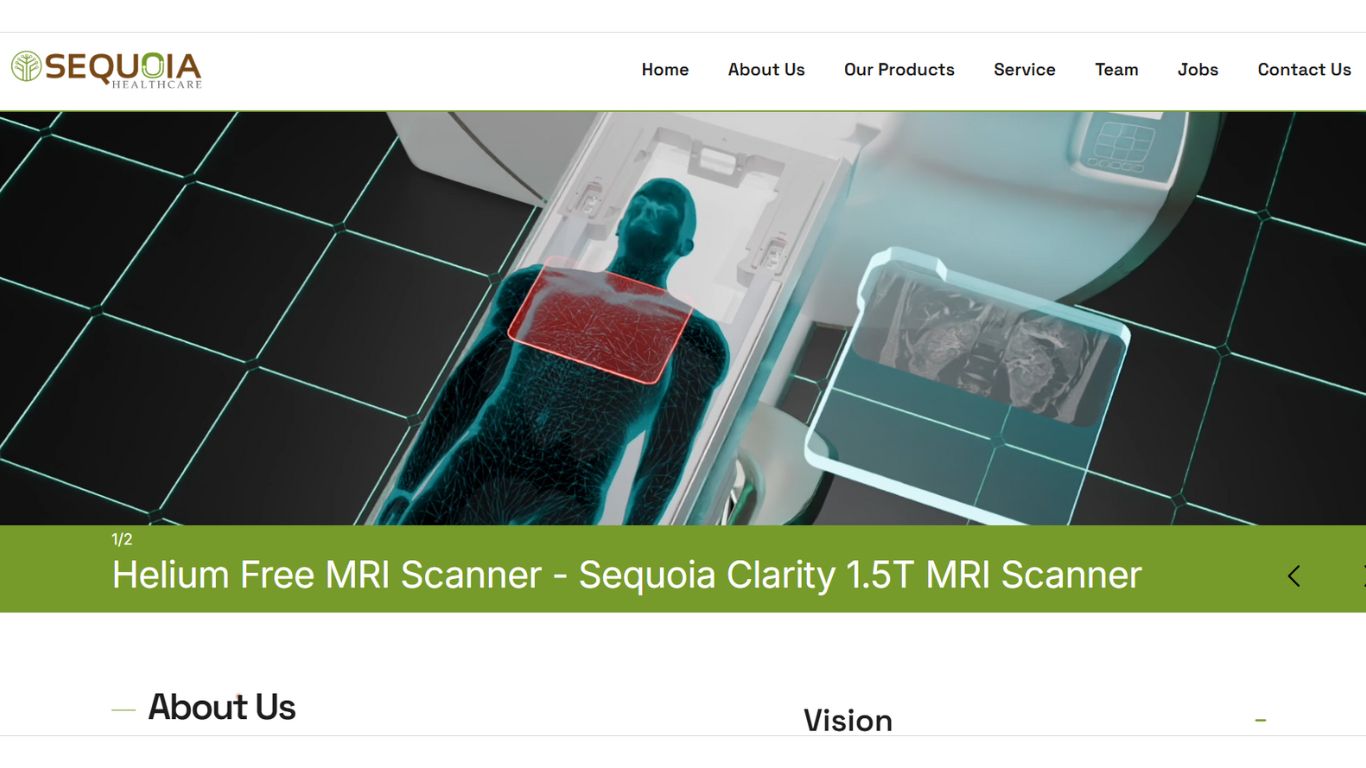 SEQUOIA
HEALTHCARE
Home About Us Our Products Service Team Jobs Contact Us
1/2
Helium Free MRI Scanner - Sequoia Clarity 1.5T MRI Scanner
About Us
Vision